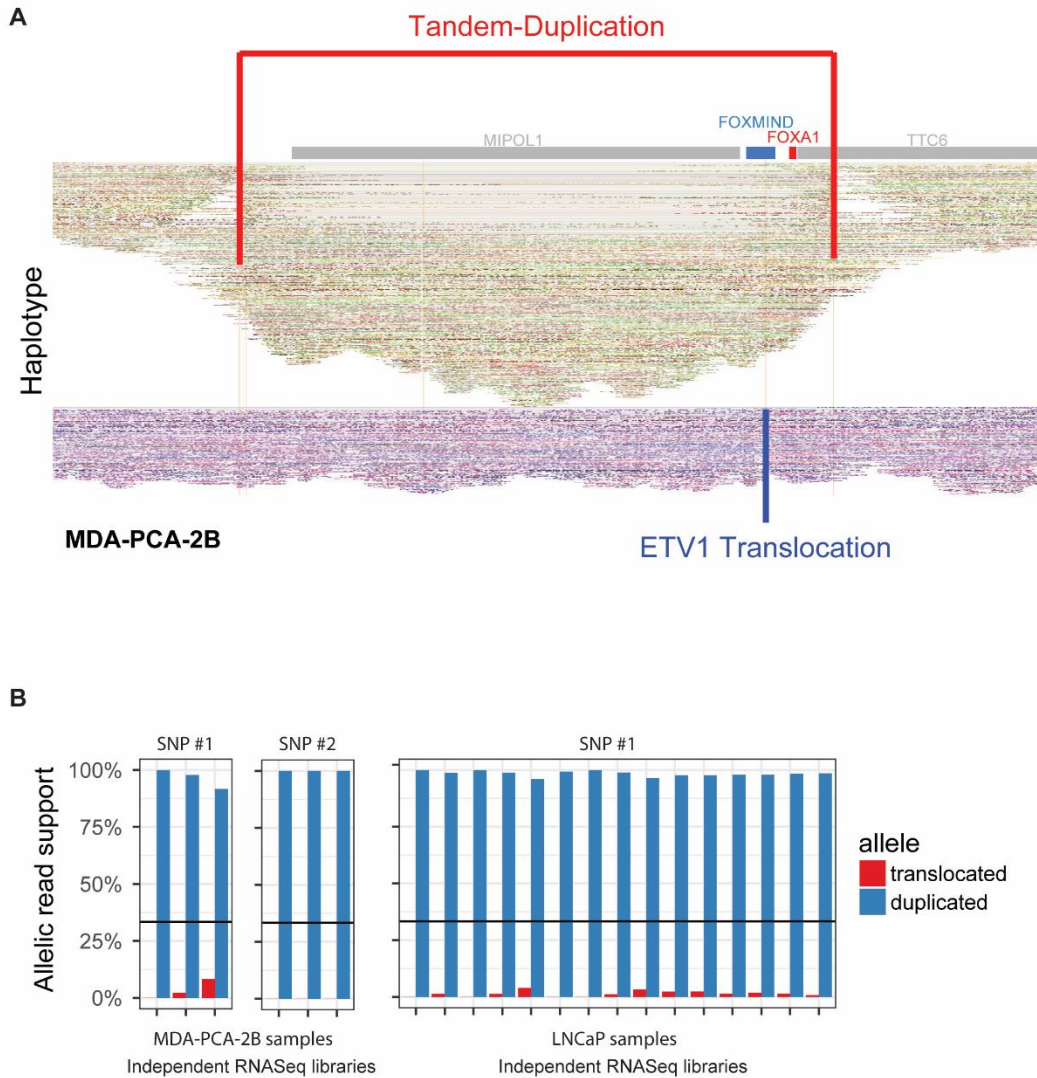 A
Tandem-Duplication
FOXMIND
MIPOL1
FOXA1
TTC6
Haplotype
MDA-PCA-2B
ETV1 Translocation
B
SNP #1
SNP #2
SNP #1
Allelic read support
100%
75%
50%
25%
0%
allele
translocated
duplicated
MDA-PCA-2B samples
Independent RNASeq libraries
LNCaP samples
Independent RNASeq libraries